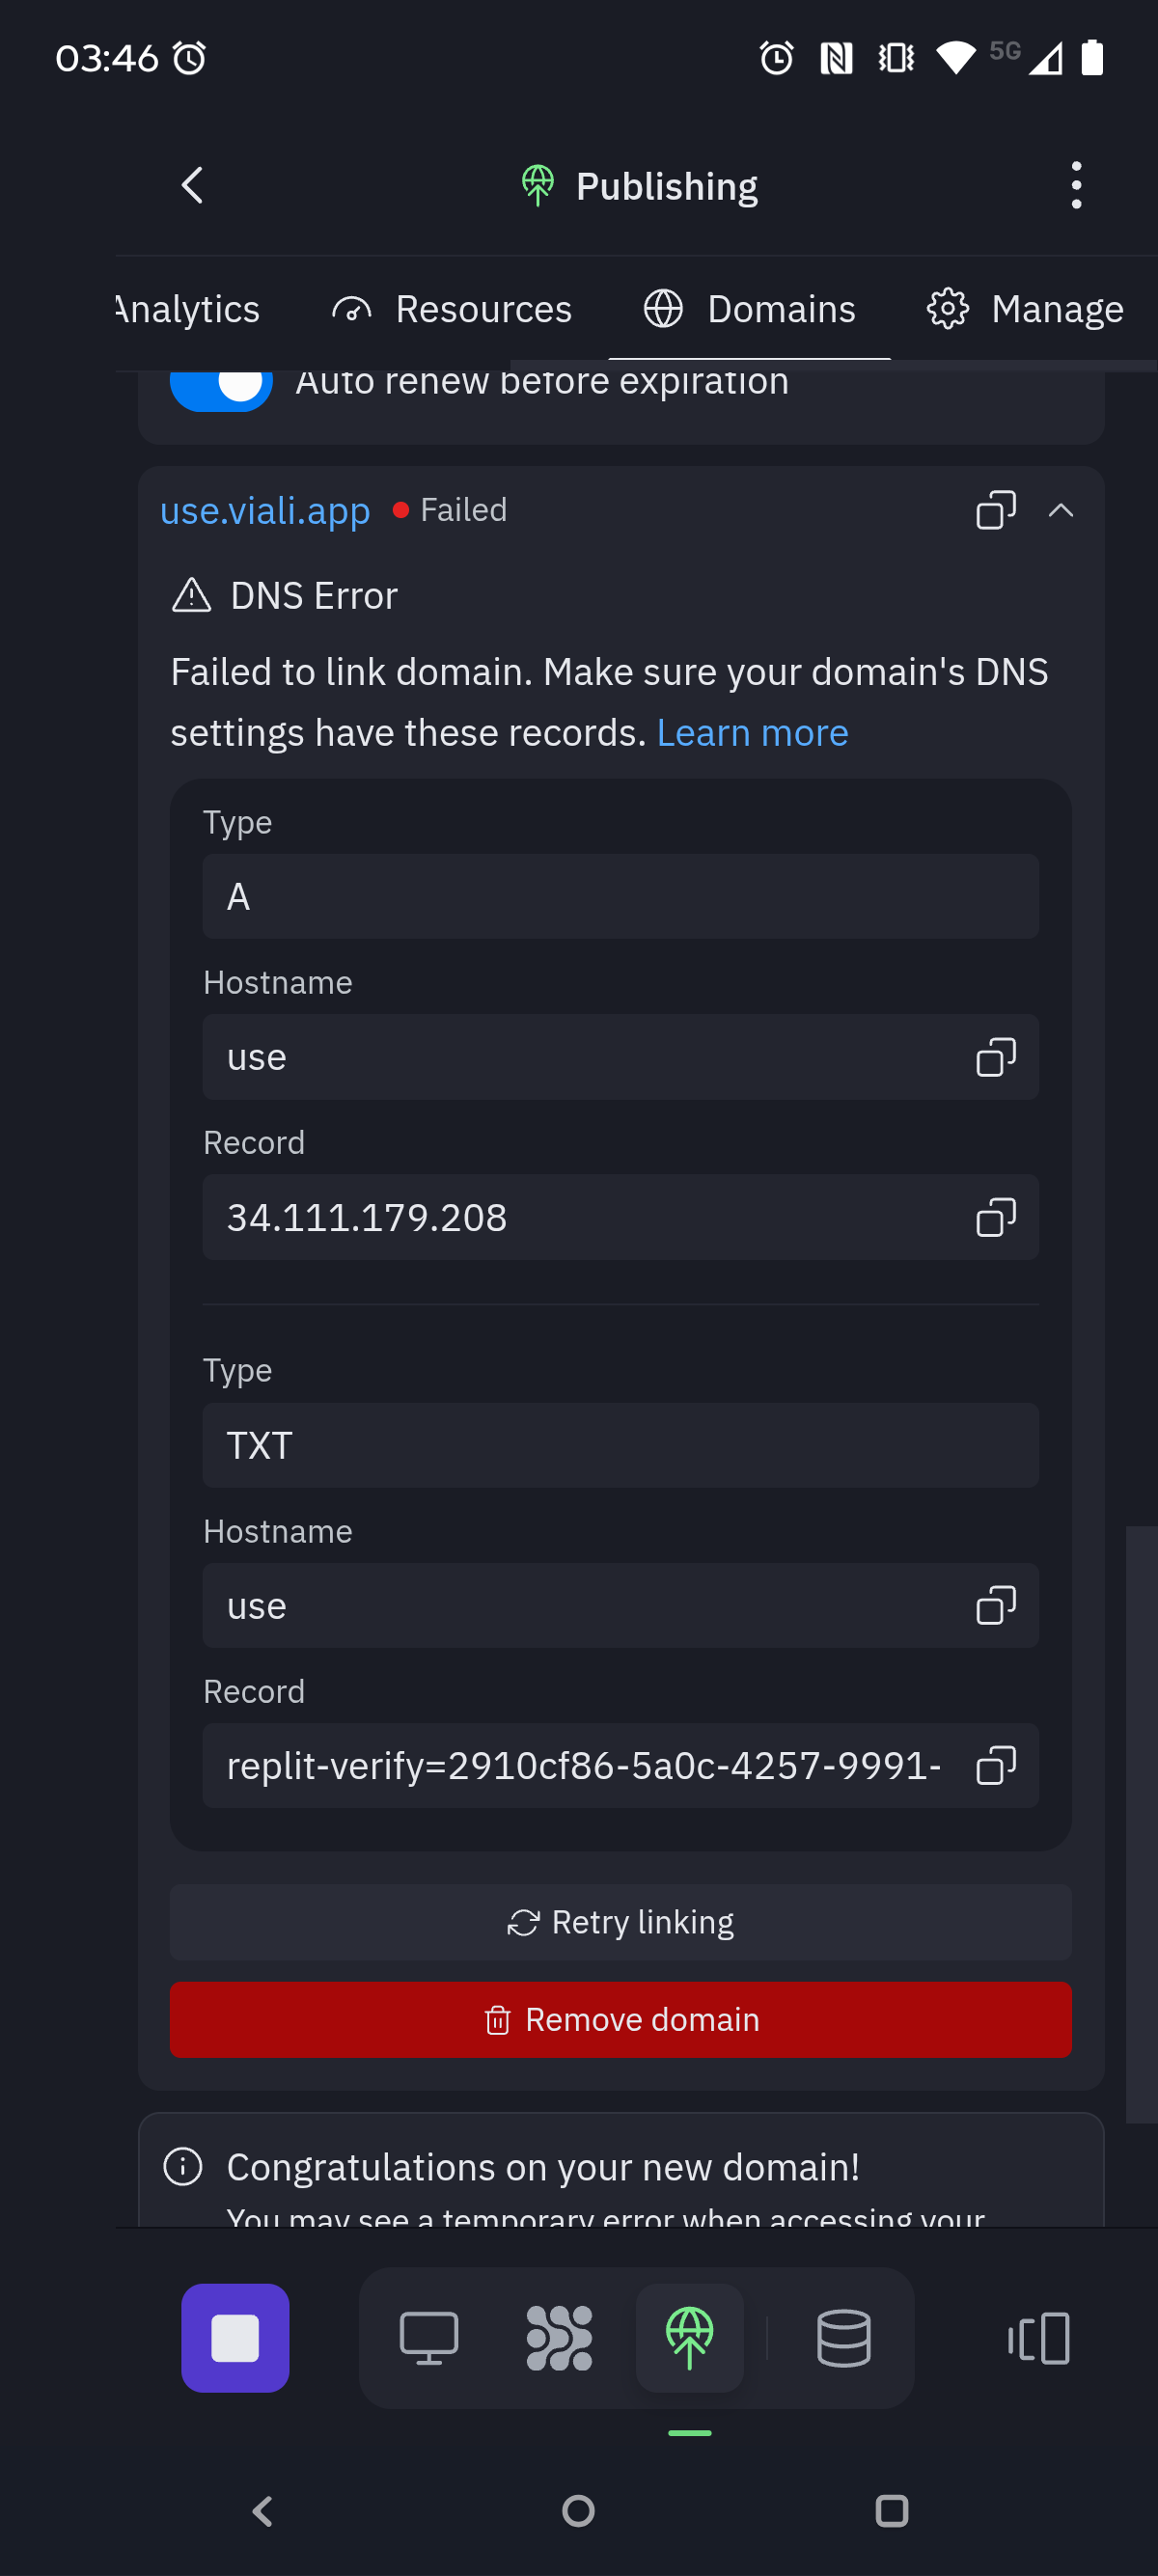 03:46
5G
Publishing
Analytics
Resources
Domains
Manage
Auto renew before expiration
use.viali.app
Failed
DNS Error
Failed to link domain. Make sure your domain's DNS
settings have these records. Learn more
Type
A
Hostname
use
Record
34.111.179.208
Type
TXT
Hostname
use
Record
replit-verify=2910cf86-5a0c-4257-9991-
Retry linking
Remove domain
Congratulations on your new domain!
You may see a temporary error when accessing your